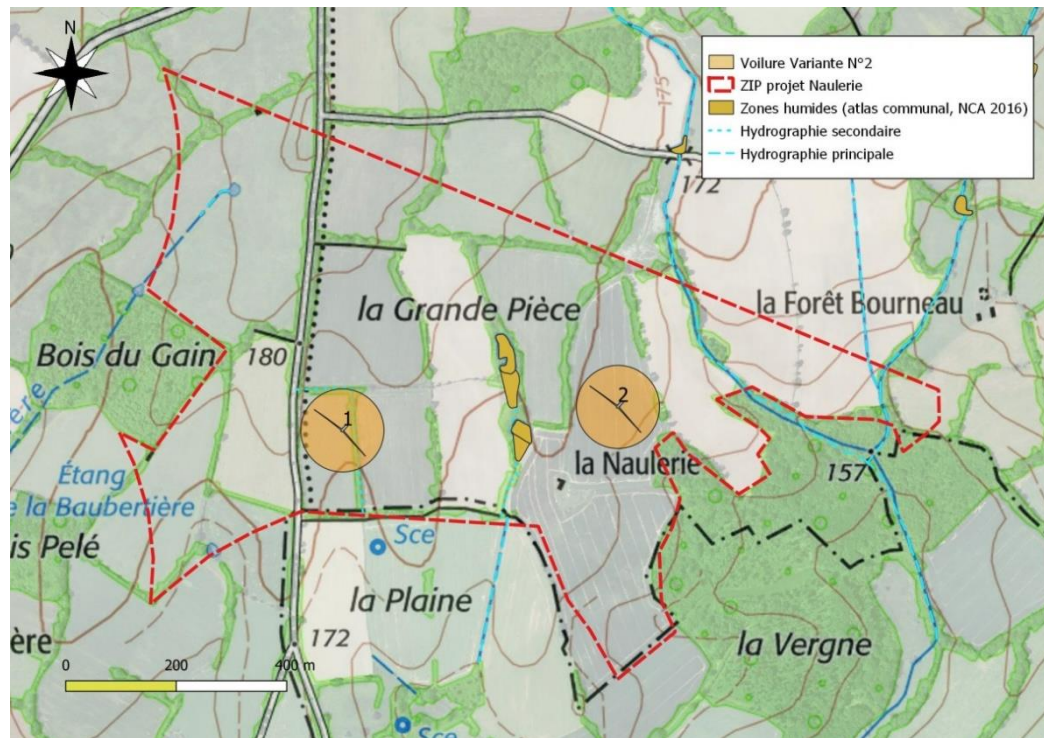 N
175
Voilure Variante N°2
ZIP projet Naulerie
Zones humides (atlas communal, NCA 2016)
Hydrographie secondaire
Hydrographie principale
172
la Forêt Bourneau
la Grande Pièce
Bois du Gain
180
1
2
ere
la Naulerie
157
Étang
e la Baubertière
is Pelé
Sce
la Plaine
la Vergne
ère
172
0 200 400 m
Sce